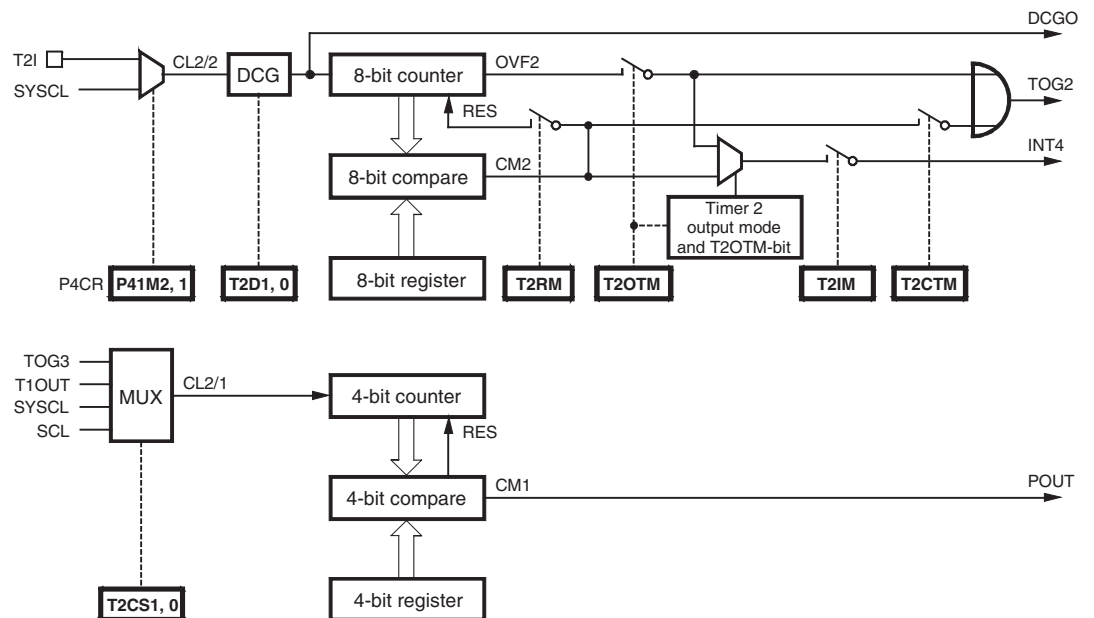 DCGO
T2I
CL2/2
DCG
8-bit counter
OVF2
SYSCL
TOG2
RES
INT4
8-bit compare
CM2
Timer 2
output mode
and T2OTM-bit
P4CR
P41M2, 1
T2D1, 0
8-bit register
T2RM
T2OTM
T2IM
T2CTM
TOG3
T1OUT
SYSCL
SCL
MUX
CL2/1
4-bit counter
RES
4-bit compare
CM1
POUT
T2CS1, 0
4-bit register